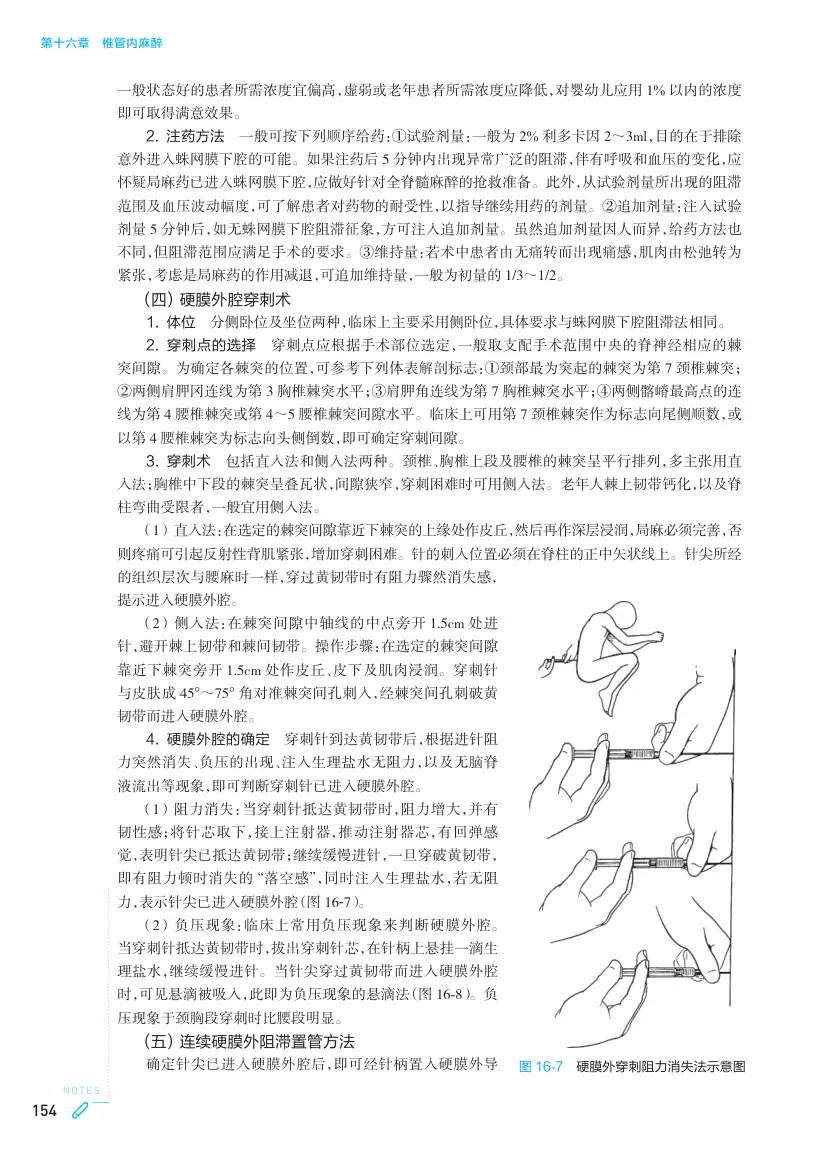 第十六章 椎管内麻醉
一般状态好的患者所需浓度宜偏高,虚弱或老年患者所需浓度应降低,对婴幼儿应用 1% 以内的浓度
即可取得满意效果。
2. 注药方法 一般可按下列顺序给药:①试验剂量:一般为 2% 利多卡因 2～3ml,目的在于排除
意外进入蛛网膜下腔的可能。如果注药后 5 分钟内出现异常广泛的阻滞,伴有呼吸和血压的变化,应
怀疑局麻药已进入蛛网膜下腔,应做好针对全脊髓麻醉的抢救准备。此外,从试验剂量所出现的阻滞
范围及血压波动幅度,可了解患者对药物的耐受性,以指导继续用药的剂量。②追加剂量:注入试验
剂量 5 分钟后,如无蛛网膜下腔阻滞征象,方可注入追加剂量。虽然追加剂量因人而异,给药方法也
不同,但阻滞范围应满足手术的要求。③维持量:若术中患者由无痛转而出现痛感,肌肉由松弛转为
紧张,考虑是局麻药的作用减退,可追加维持量,一般为初量的 1/3～1/2。
（四）硬膜外腔穿刺术
1. 体位 分侧卧位及坐位两种,临床上主要采用侧卧位,具体要求与蛛网膜下腔阻滞法相同。
2. 穿刺点的选择 穿刺点应根据手术部位选定,一般取支配手术范围中央的脊神经相应的棘
突间隙。为确定各棘突的位置,可参考下列体表解剖标志:①颈部最为突起的棘突为第 7 颈椎棘突;
②两侧肩胛冈连线为第 3 胸椎棘突水平;③肩胛角连线为第 7 胸椎棘突水平;④两侧髂嵴最高点的连
线为第 4 腰椎棘突或第 4～5 腰椎棘突间隙水平。临床上可用第 7 颈椎棘突作为标志向尾侧顺数,或
以第 4 腰椎棘突为标志向头侧倒数,即可确定穿刺间隙。
3. 穿刺术 包括直入法和侧入法两种。颈椎、胸椎上段及腰椎的棘突呈平行排列,多主张用直
入法;胸椎中下段的棘突呈叠瓦状,间隙狭窄,穿刺困难时可用侧入法。老年人棘上韧带钙化,以及脊
柱弯曲受限者,一般宜用侧入法。
（1）直入法:在选定的棘突间隙靠近下棘突的上缘处作皮丘,然后再作深层浸润,局麻必须完善,否
则疼痛可引起反射性背肌紧张,增加穿刺困难。针的刺入位置必须在脊柱的正中矢状线上。针尖所经
的组织层次与腰麻时一样,穿过黄韧带时有阻力骤然消失感,
提示进入硬膜外腔。
（2）侧入法:在棘突间隙中轴线的中点旁开 1.5cm 处进
针,避开棘上韧带和棘间韧带。操作步骤:在选定的棘突间隙
靠近下棘突旁开 1.5cm 处作皮丘、皮下及肌肉浸润。穿刺针
与皮肤成 45°～75° 角对准棘突间孔刺入,经棘突间孔刺破黄
韧带而进入硬膜外腔。
4. 硬膜外腔的确定 穿刺针到达黄韧带后,根据进针阻
力突然消失、负压的出现、注入生理盐水无阻力,以及无脑脊
液流出等现象,即可判断穿刺针已进入硬膜外腔。
（1）阻力消失:当穿刺针抵达黄韧带时,阻力增大,并有
韧性感;将针芯取下,接上注射器,推动注射器芯,有回弹感
觉,表明针尖已抵达黄韧带;继续缓慢进针,一旦穿破黄韧带,
即有阻力顿时消失的 “落空感”,同时注入生理盐水,若无阻
力,表示针尖已进入硬膜外腔(图 16-7)。
（2）负压现象:临床上常用负压现象来判断硬膜外腔。
当穿刺针抵达黄韧带时,拔出穿刺针芯,在针柄上悬挂一滴生
理盐水,继续缓慢进针。当针尖穿过黄韧带而进入硬膜外腔
时,可见悬滴被吸入,此即为负压现象的悬滴法(图 16-8)。负
压现象于颈胸段穿刺时比腰段明显。
（五）连续硬膜外阻滞置管方法
确定针尖已进入硬膜外腔后,即可经针柄置入硬膜外导
图 16-7 硬膜外穿刺阻力消失法示意图
NOTES
154